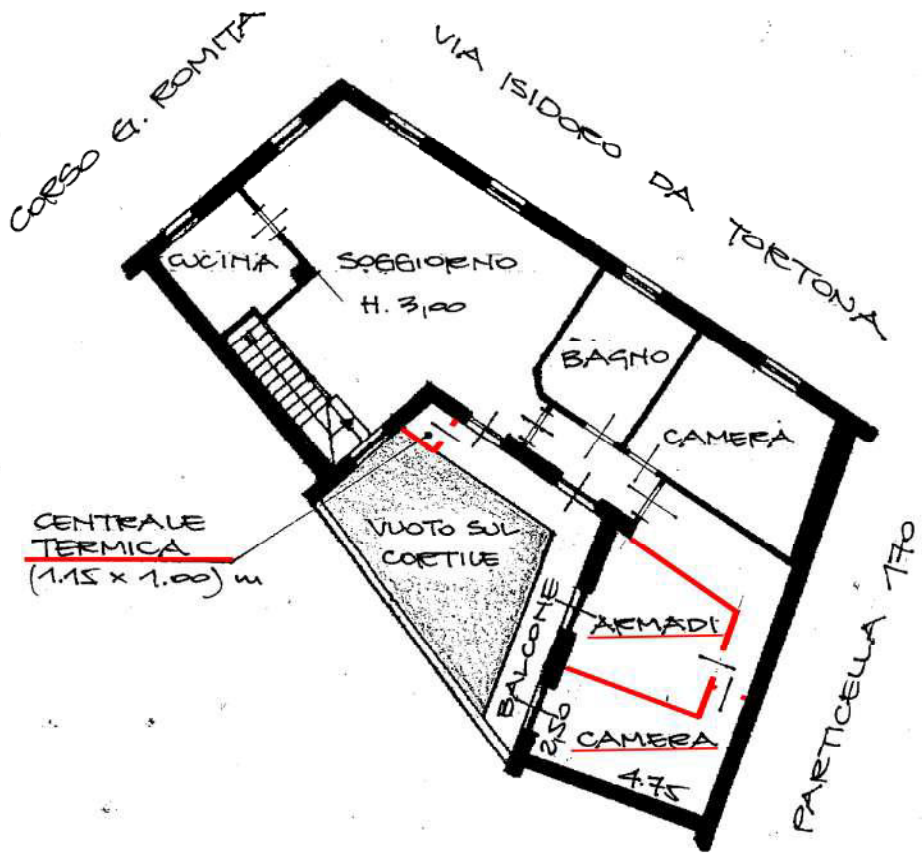 CORSO G. ROMITA
VIA ISIDORO DA TORTONA
CUCINA
SOGGIORNO
H. 3,00
BAGNO
CAMERA
CENTRALE
TERMICA
(1.15 x 1.00) m
VUOTO SUL
CORTILE
BALCONE
ARMADI
2,50
CAMERA
4.75
PARTICELLA 170